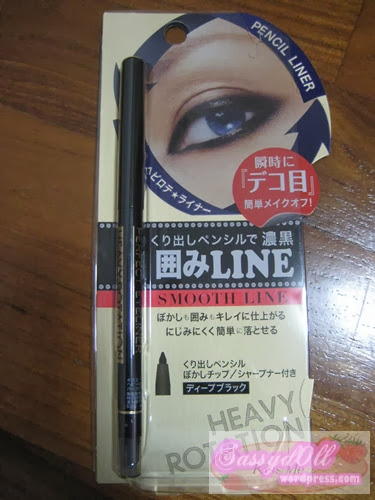 PENCIL LINER
ピロテ★ライナー
瞬時に
『デコ目』
簡単メイクオフ!
くり出しペンシルで濃黒
囲みLINE
SMOOTH LINE
ぼかしも囲みもキレイに仕上がる
にじみにくく簡単に落とせる
くり出しペンシル
ぼかしチップ/シャープナー付き
ディープブラック
HEAVY
ROTATION
Kiss Me
HEAVY ROTATION
Sassyd0ll
wordpress.com